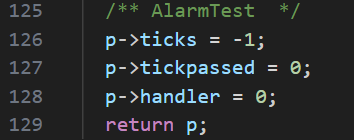 125 /** AlarmTest  */
126 p->ticks = -1;
127 p->tickpassed = 0;
128 p->handler = 0;
129 return p;